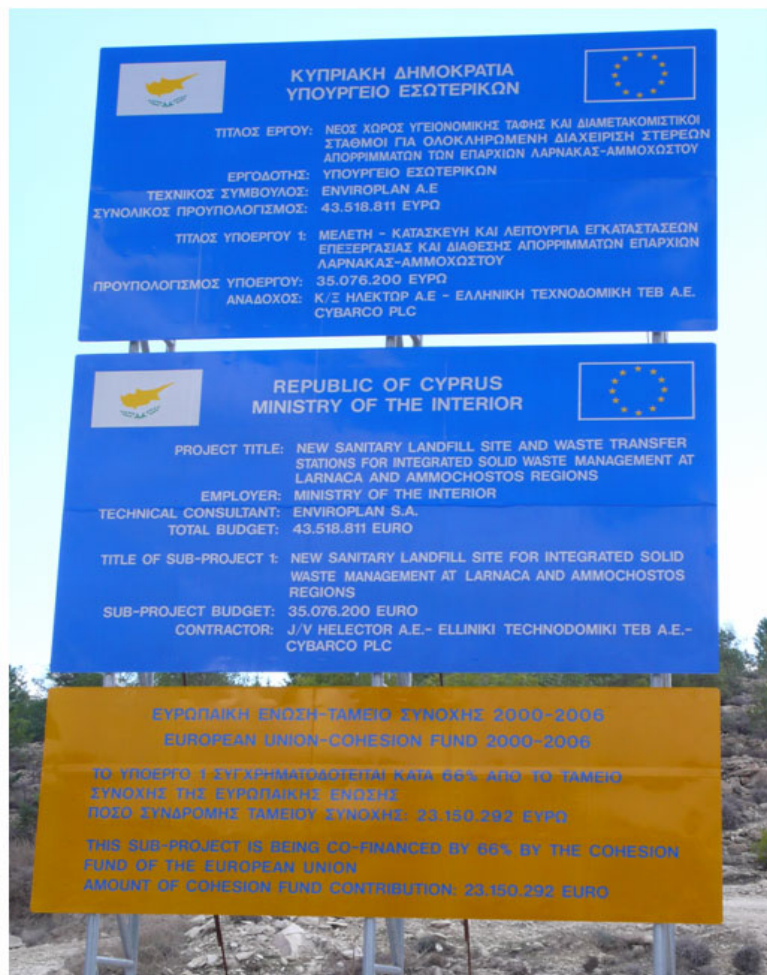 ΚΥΠΡΙΑΚΗ ΔΗΜΟΚΡΑΤΙΑ
ΥΠΟΥΡΓΕΙΟ ΕΣΩΤΕΡΙΚΩΝ
ΤΙΤΛΟΣ ΕΡΓΟΥ: ΝΕΟΣ ΧΩΡΟΣ ΥΓΕΙΟΝΟΜΙΚΗΣ ΤΑΦΗΣ ΚΑΙ ΔΙΑΜΕΤΑΚΟΜΙΣΤΙΚΟΙ
ΣΤΑΘΜΟΙ ΓΙΑ ΟΛΟΚΛΗΡΩΜΕΝΗ ΔΙΑΧΕΙΡΙΣΗ ΣΤΕΡΕΩΝ
ΑΠΟΡΡΙΜΜΑΤΩΝ ΤΩΝ ΕΠΑΡΧΙΩΝ ΛΑΡΝΑΚΑΣ-ΑΜΜΟΧΩΣΤΟΥ
ΕΡΓΟΔΟΤΗΣ: ΥΠΟΥΡΓΕΙΟ ΕΣΩΤΕΡΙΚΩΝ
ΤΕΧΝΙΚΟΣ ΣΥΜΒΟΥΛΟΣ: ENVIROPLAN A.E
ΣΥΝΟΛΙΚΟΣ ΠΡΟΥΠΟΛΟΓΙΣΜΟΣ: 43.518.811 ΕΥΡΩ
ΤΙΤΛΟΣ ΥΠΟΕΡΓΟΥ 1: ΜΕΛΕΤΗ - ΚΑΤΑΣΚΕΥΗ ΚΑΙ ΛΕΙΤΟΥΡΓΙΑ ΕΓΚΑΤΑΣΤΑΣΕΩΝ
ΕΠΕΞΕΡΓΑΣΙΑΣ ΚΑΙ ΔΙΑΘΕΣΗΣ ΑΠΟΡΡΙΜΜΑΤΩΝ ΕΠΑΡΧΙΩΝ
ΛΑΡΝΑΚΑΣ-ΑΜΜΟΧΩΣΤΟΥ
ΠΡΟΥΠΟΛΟΓΙΣΜΟΣ ΥΠΟΕΡΓΟΥ: 35.076.200 ΕΥΡΩ
ΑΝΑΔΟΧΟΣ: Κ/Ξ ΗΛΕΚΤΩΡ Α.Ε - ΕΛΛΗΝΙΚΗ ΤΕΧΝΟΔΟΜΙΚΗ ΤΕΒ Α.Ε.
CYBARCO PLC
REPUBLIC OF CYPRUS
MINISTRY OF THE INTERIOR
PROJECT TITLE: NEW SANITARY LANDFILL SITE AND WASTE TRANSFER
STATIONS FOR INTEGRATED SOLID WASTE MANAGEMENT AT
LARNACA AND AMMOCHOSTOS REGIONS
EMPLOYER: MINISTRY OF THE INTERIOR
TECHNICAL CONSULTANT: ENVIROPLAN S.A.
TOTAL BUDGET: 43.518.811 EURO
TITLE OF SUB-PROJECT 1: NEW SANITARY LANDFILL SITE FOR INTEGRATED SOLID
WASTE MANAGEMENT AT LARNACA AND AMMOCHOSTOS
REGIONS
SUB-PROJECT BUDGET: 35.076.200 EURO
CONTRACTOR: J/V HELECTOR A.E.- ELLINIKI TECHNODOMIKI TEB A.E.-
CYBARCO PLC
ΕΥΡΩΠΑΙΚΗ ΕΝΩΣΗ-ΤΑΜΕΙΟ ΣΥΝΟΧΗΣ 2000-2006
EUROPEAN UNION-COHESION FUND 2000-2006
ΤΟ ΥΠΟΕΡΓΟ 1 ΣΥΓΧΡΗΜΑΤΟΔΟΤΕΙΤΑΙ ΚΑΤΑ 66% ΑΠΟ ΤΟ ΤΑΜΕΙΟ
ΣΥΝΟΧΗΣ ΤΗΣ ΕΥΡΩΠΑΙΚΗΣ ΕΝΩΣΗΣ
ΠΟΣΟ ΣΥΝΔΡΟΜΗΣ ΤΑΜΕΙΟΥ ΣΥΝΟΧΗΣ: 23.150.292 ΕΥΡΩ
THIS SUB-PROJECT IS BEING CO-FINANCED BY 66% BY THE COHESION
FUND OF THE EUROPEAN UNION
AMOUNT OF COHESION FUND CONTRIBUTION: 23.150.292 EURO